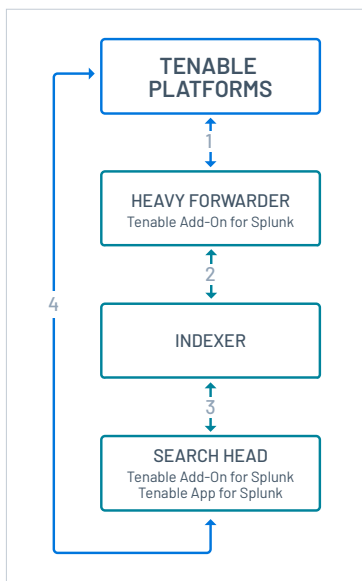 TENABLE
PLATFORMS
1
HEAVY FORWARDER
Tenable Add-On for Splunk
2
4
INDEXER
3
SEARCH HEAD
Tenable Add-On for Splunk
Tenable App for Splunk